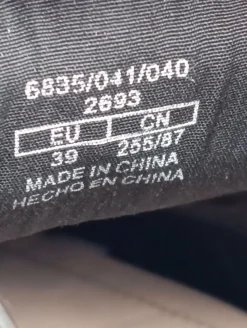 6835/041/040
2693
EU CN
39 255/87
MADE IN CHINA
HECHO EN CHINA